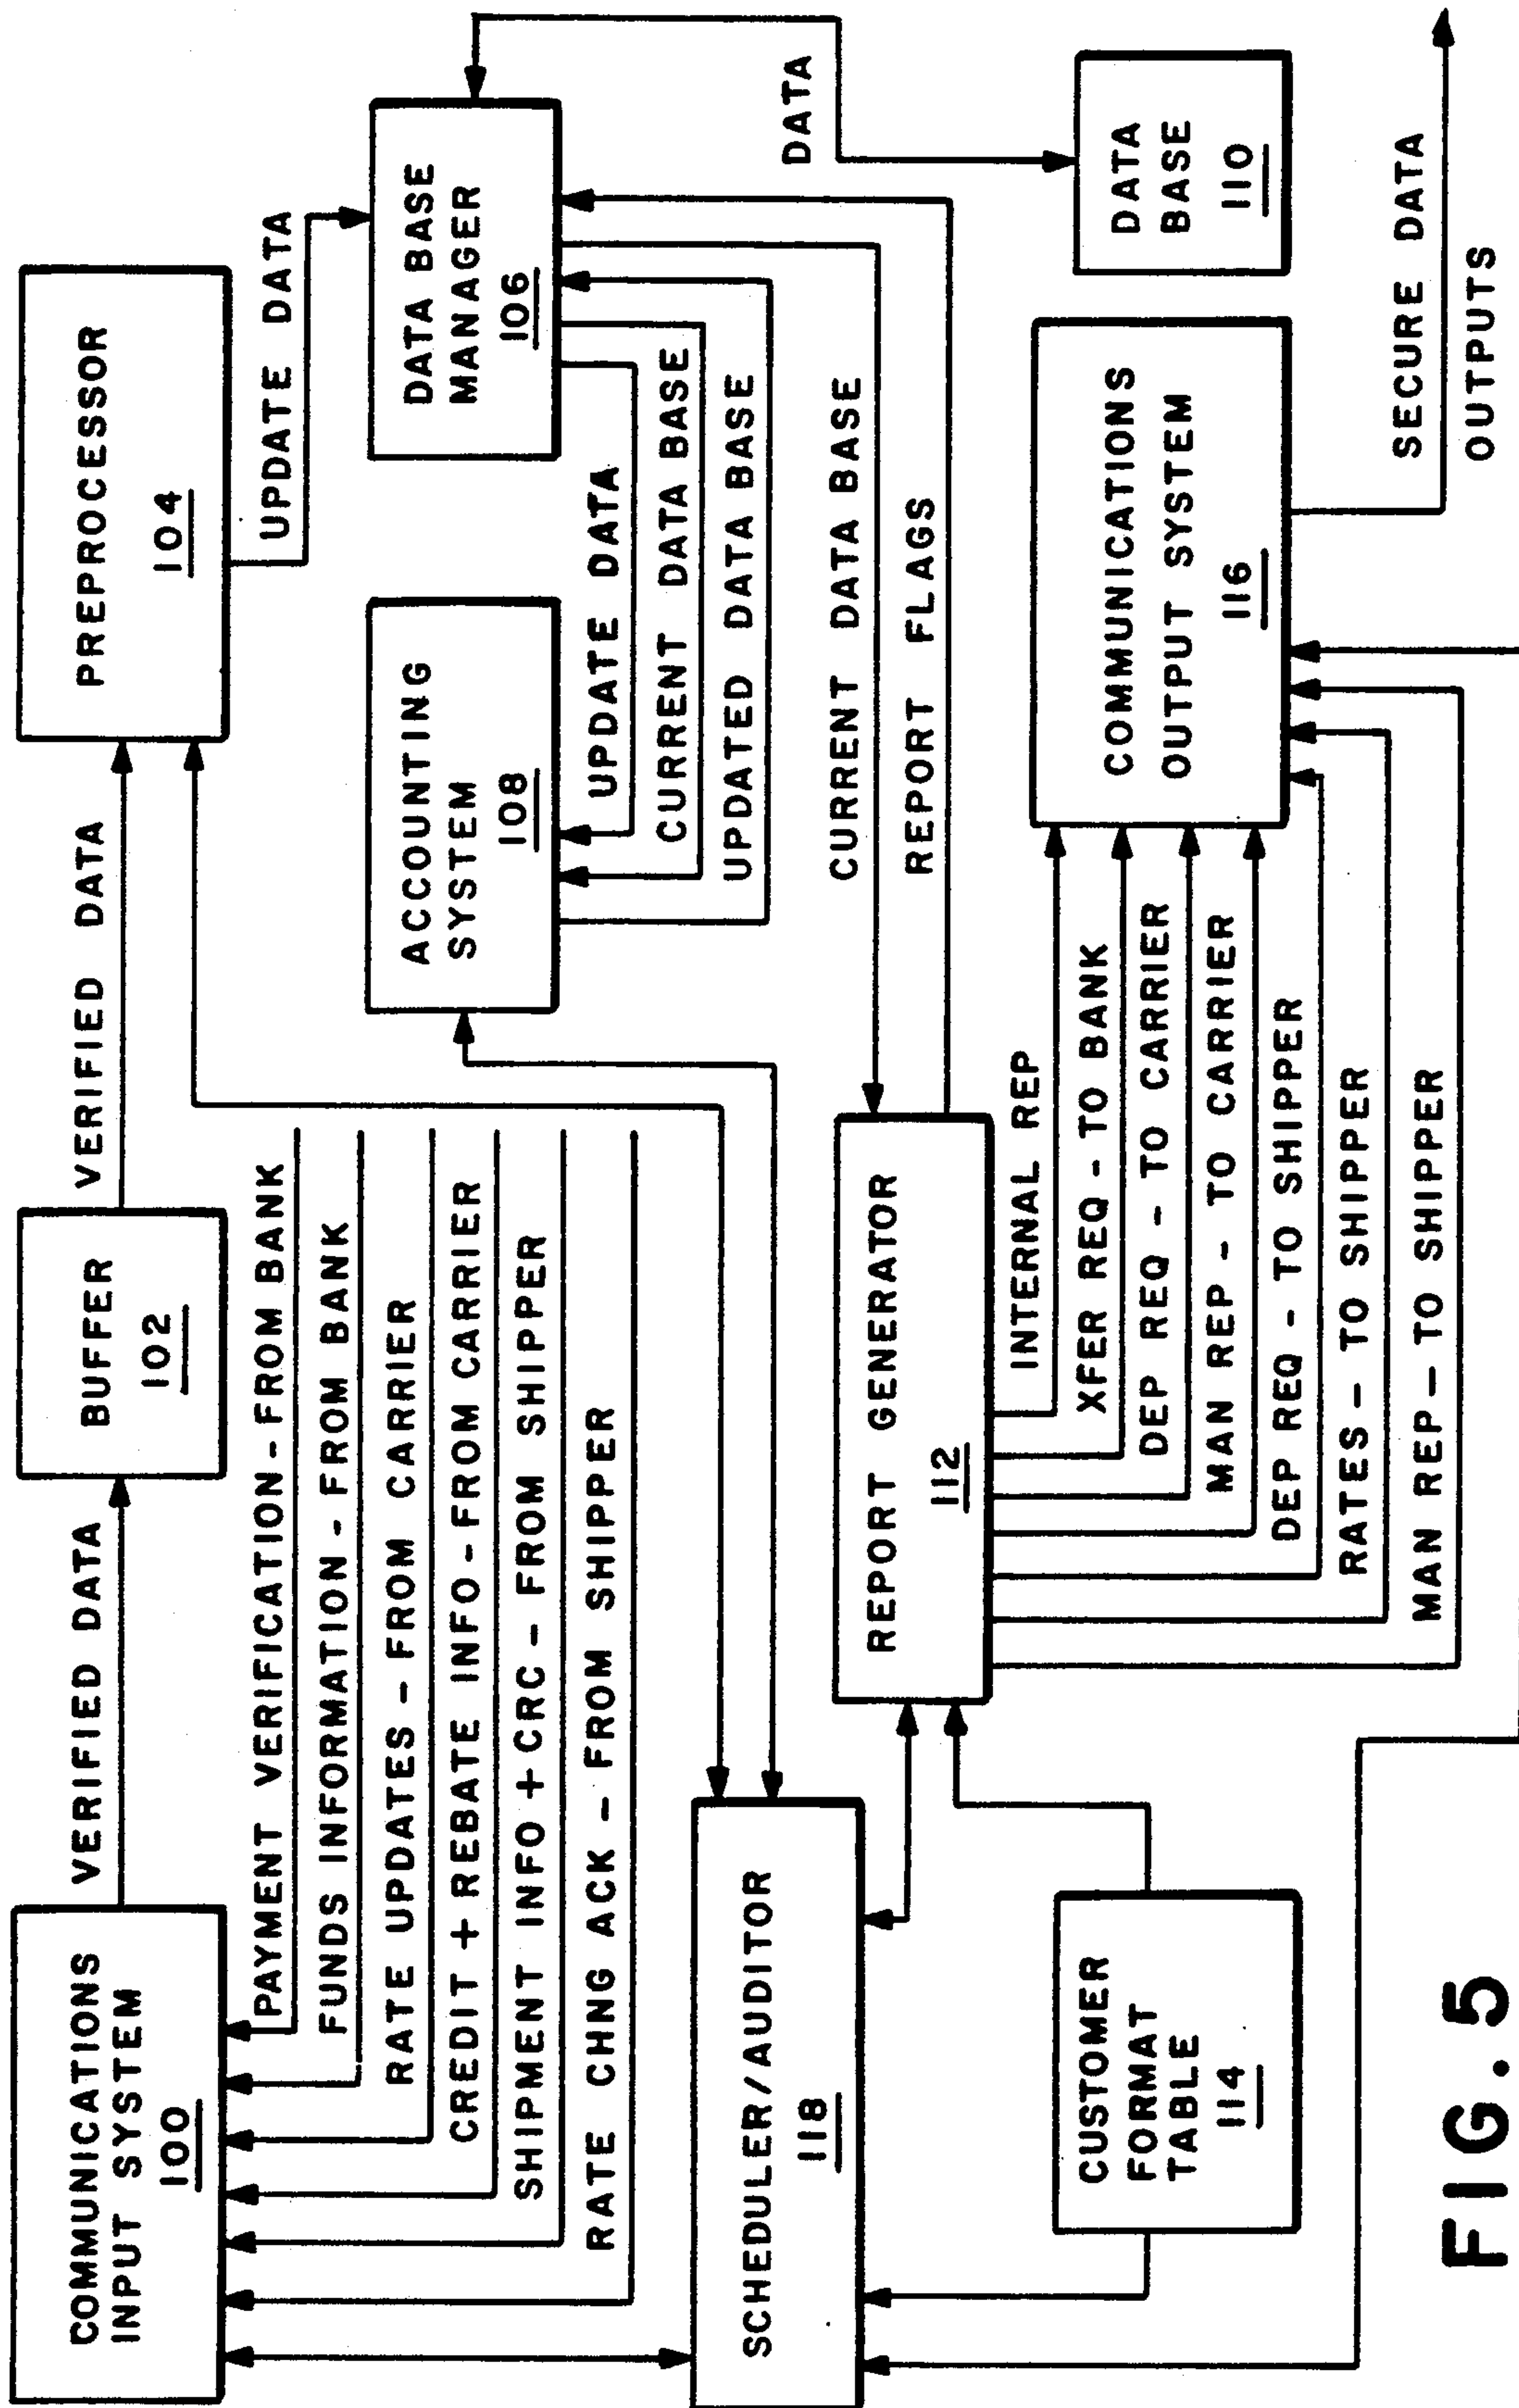 COMMUNICATIONS
INPUT SYSTEM
100
VERIFIED DATA
BUFFER
102
VERIFIED DATA
PREPROCESSOR
104
UPDATE DATA
PAYMENT VERIFICATION-FROM BANK
FUNDS INFORMATION - FROM BANK
RATE UPDATES - FROM CARRIER
CREDIT + REBATE INFO - FROM CARRIER
SHIPMENT INFO + CRC - FROM SHIPPER
RATE CHNG ACK - FROM SHIPPER
ACCOUNTING
SYSTEM
108
DATA BASE
MANAGER
106
UPDATE DATA
CURRENT DATA BASE
UPDATED DATA BASE
DATA
CURRENT DATA BASE
REPORT FLAGS
SCHEDULER/AUDITOR
118
REPORT GENERATOR
112
INTERNAL REP
XFER REQ - TO BANK
DEP REQ - TO CARRIER
MAN REP - TO CARRIER
DEP REQ - TO SHIPPER
RATES - TO SHIPPER
MAN REP - TO SHIPPER
CUSTOMER
FORMAT
TABLE
114
COMMUNICATIONS
OUTPUT SYSTEM
116
DATA
BASE
110
SECURE DATA
OUTPUTS
FIG. 5